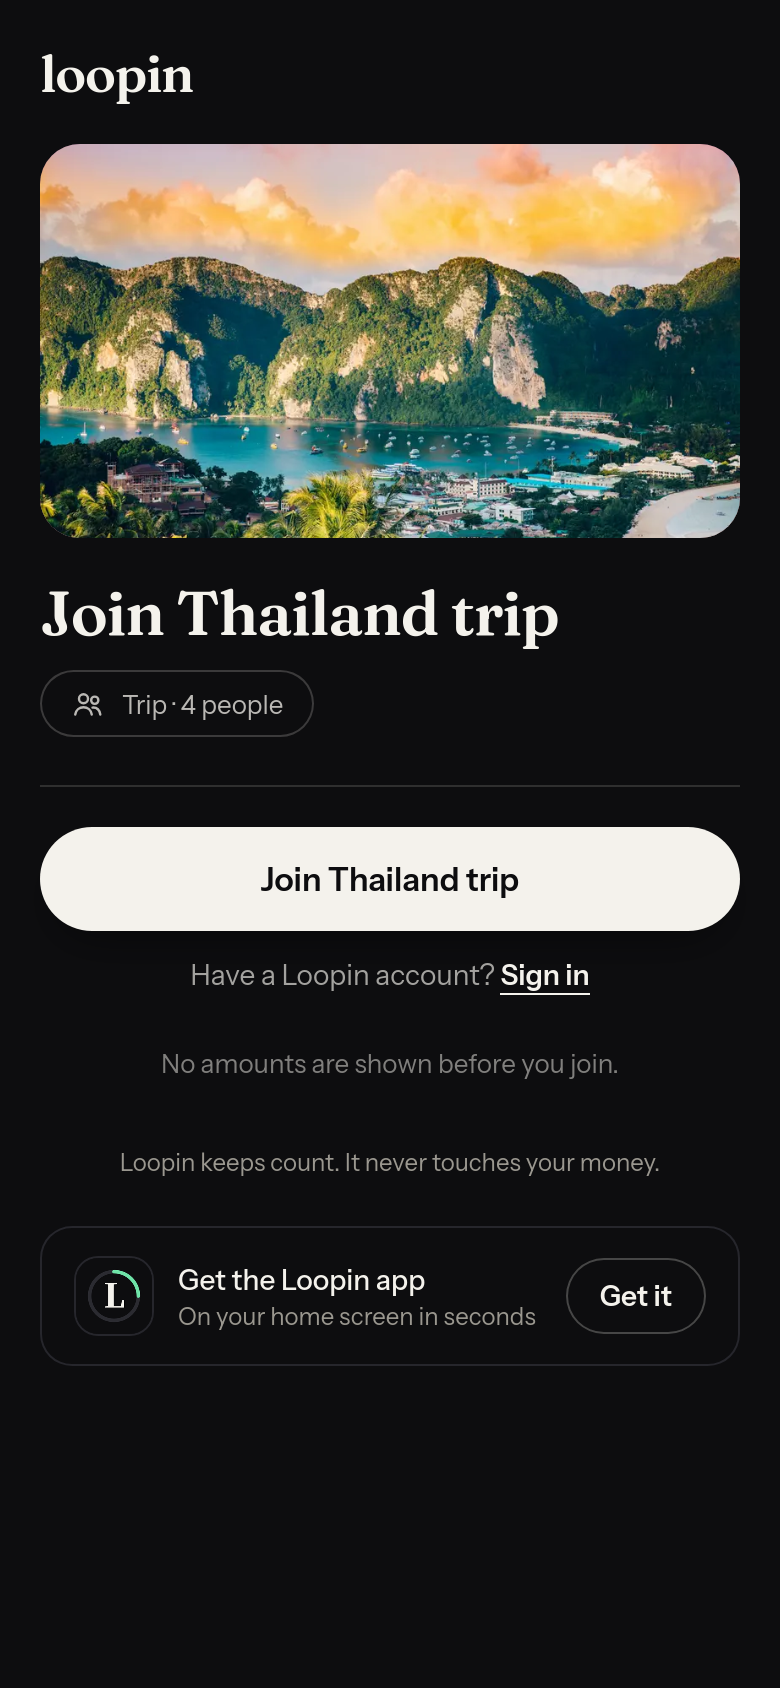 loopin
Join Thailand trip
Trip · 4 people
Join Thailand trip
Have a Loopin account? Sign in
No amounts are shown before you join.
Loopin keeps count. It never touches your money.
L
Get the Loopin app
On your home screen in seconds
Get it